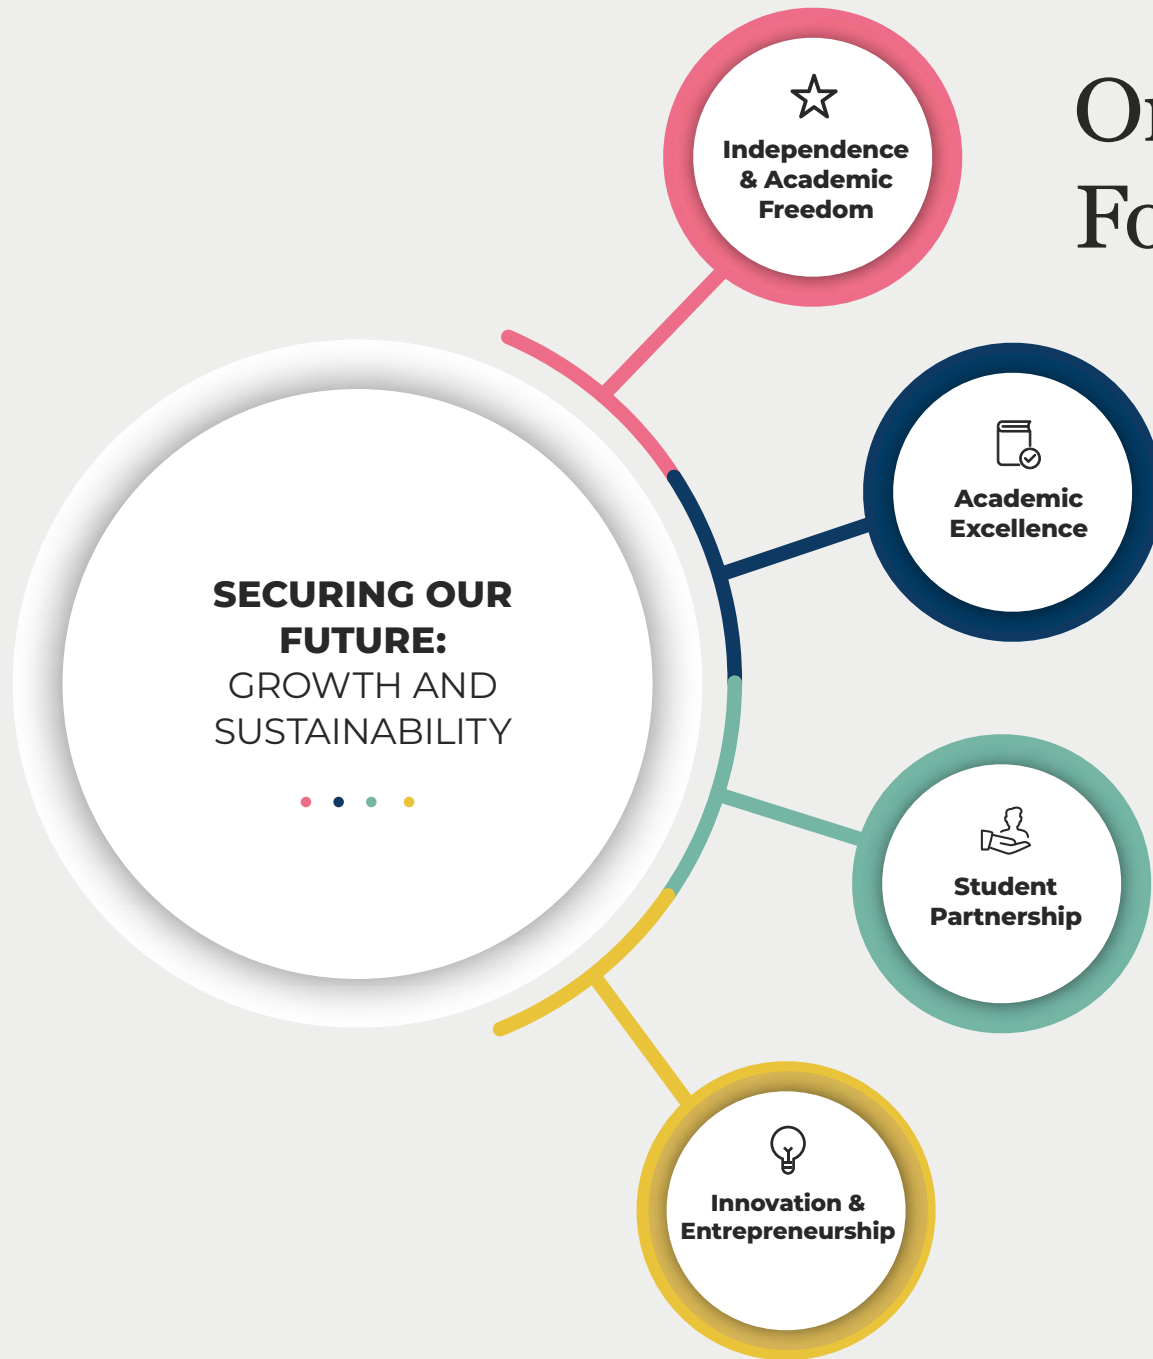 Independence
& Academic
Freedom
Academic
Excellence
SECURING OUR
FUTURE:
GROWTH AND
SUSTAINABILITY
Student
Partnership
Innovation &
Entrepreneurship